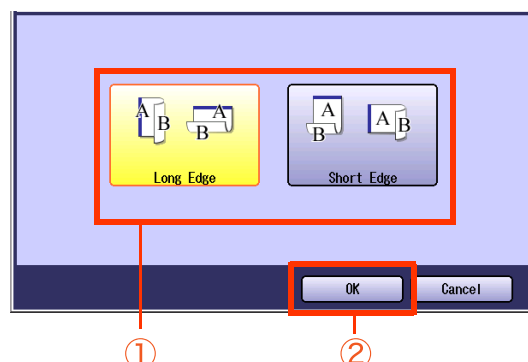 A B A B A B A B
Long Edge Short Edge
OK Cancel
① ②